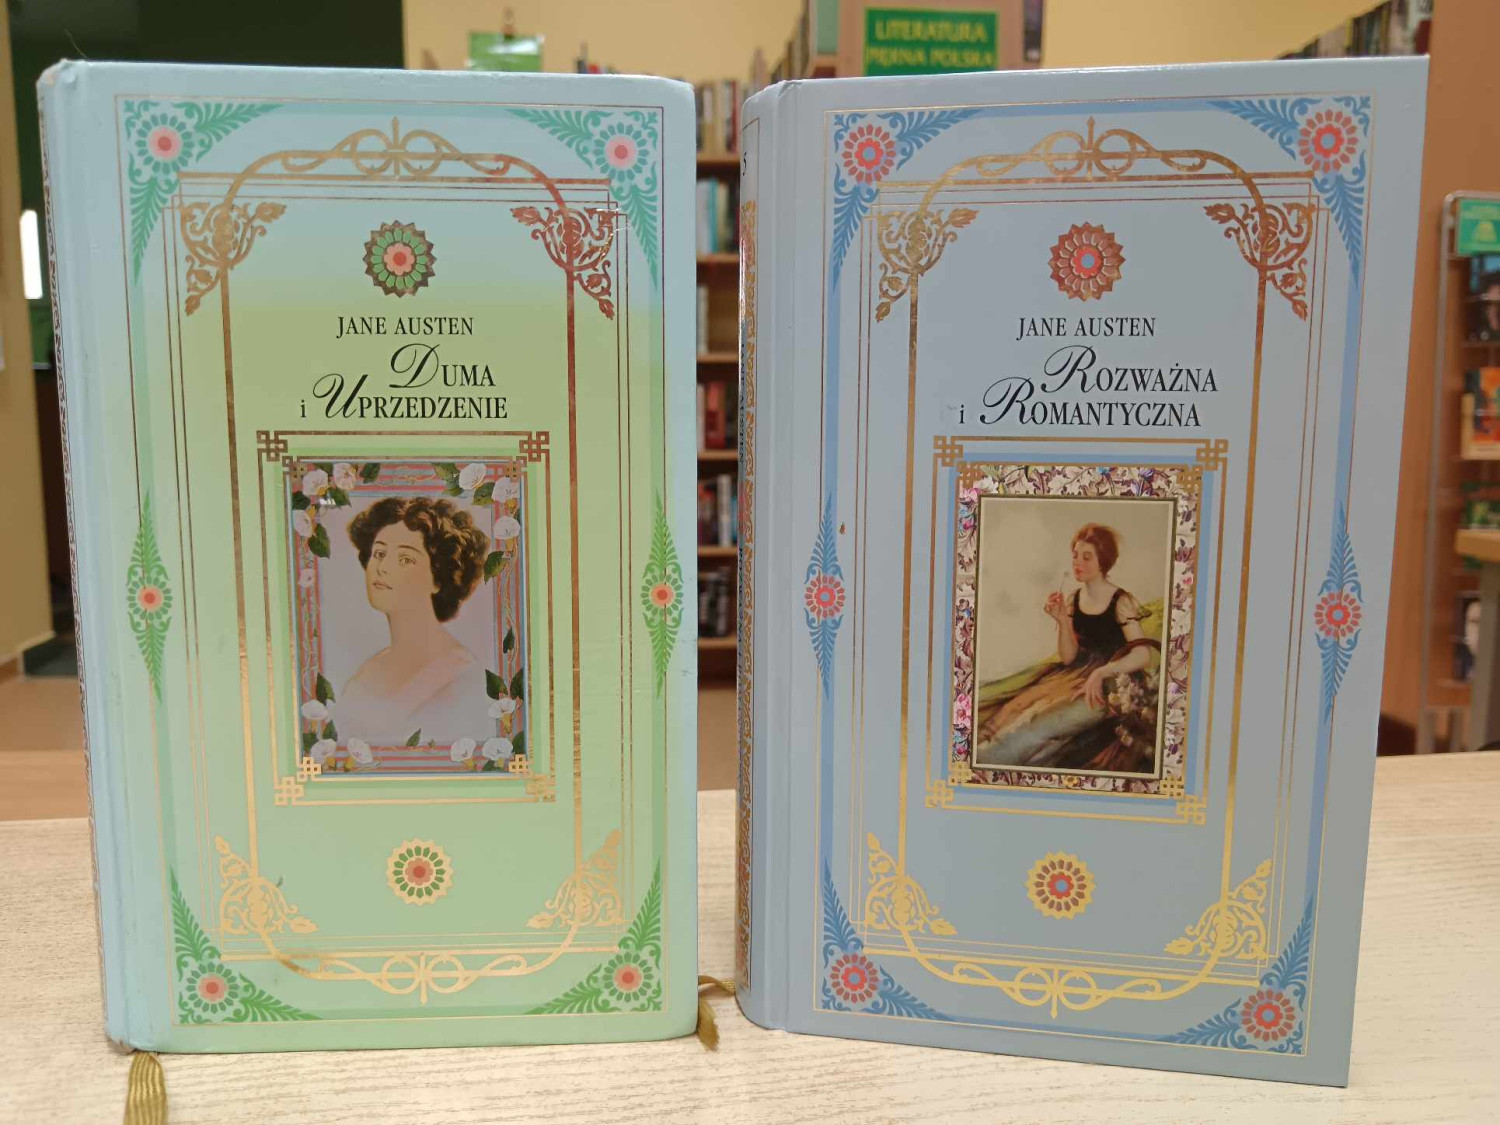 LITERATURA
PIĘKNA POLSKA
JANE AUSTEN
DUMA
i UPRZEDZENIE
JANE AUSTEN
ROZWAŻNA
i ROMANTYCZNA